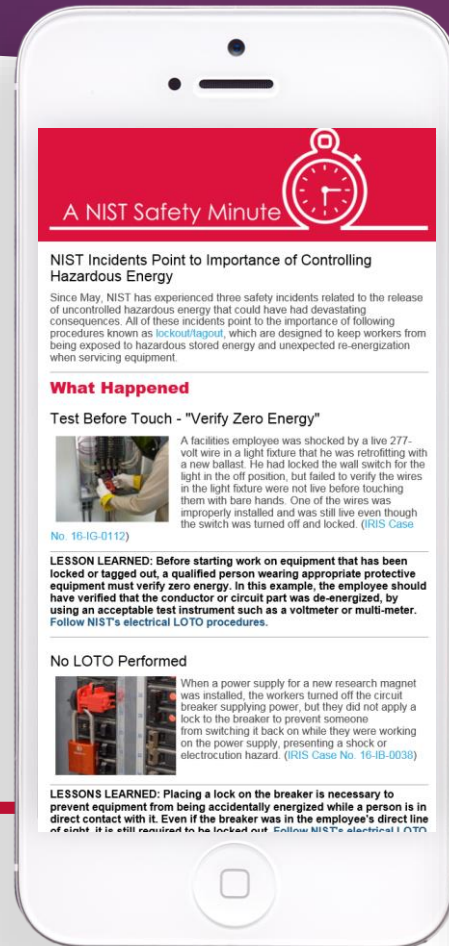 A NIST Safety Minute
NIST Incidents Point to Importance of Controlling
Hazardous Energy
Since May, NIST has experienced three safety incidents related to the release
of uncontrolled hazardous energy that could have had devastating
consequences. All of these incidents point to the importance of following
procedures known as lockout/tagout, which are designed to keep workers from
being exposed to hazardous stored energy and unexpected re-energization
when servicing equipment.
What Happened
Test Before Touch - "Verify Zero Energy"
A facilities employee was shocked by a live 277-
volt wire in a light fixture that he was retrofitting with
a new ballast. He had locked the wall switch for the
light in the off position, but failed to verify the wires
in the light fixture were not live before touching
them with bare hands. One of the wires was
improperly installed and was still live even though
the switch was turned off and locked. (IRIS Case
No. 16-IG-0112)
LESSON LEARNED: Before starting work on equipment that has been
locked or tagged out, a qualified person wearing appropriate protective
equipment must verify zero energy. In this example, the employee should
have verified that the conductor or circuit part was de-energized, by
using an acceptable test instrument such as a voltmeter or multi-meter.
Follow NIST's electrical LOTO procedures.
No LOTO Performed
When a power supply for a new research magnet
was installed, the workers turned off the circuit
breaker supplying power, but they did not apply a
lock to the breaker to prevent someone
from switching it back on while they were working
on the power supply, presenting a shock or
electrocution hazard. (IRIS Case No. 16-IB-0038)
LESSONS LEARNED: Placing a lock on the breaker is necessary to
prevent equipment from being accidentally energized while a person is in
direct contact with it. Even if the breaker was in the employee's direct line
of sight, it is still required to be locked out. Follow NIST's electrical LOTO